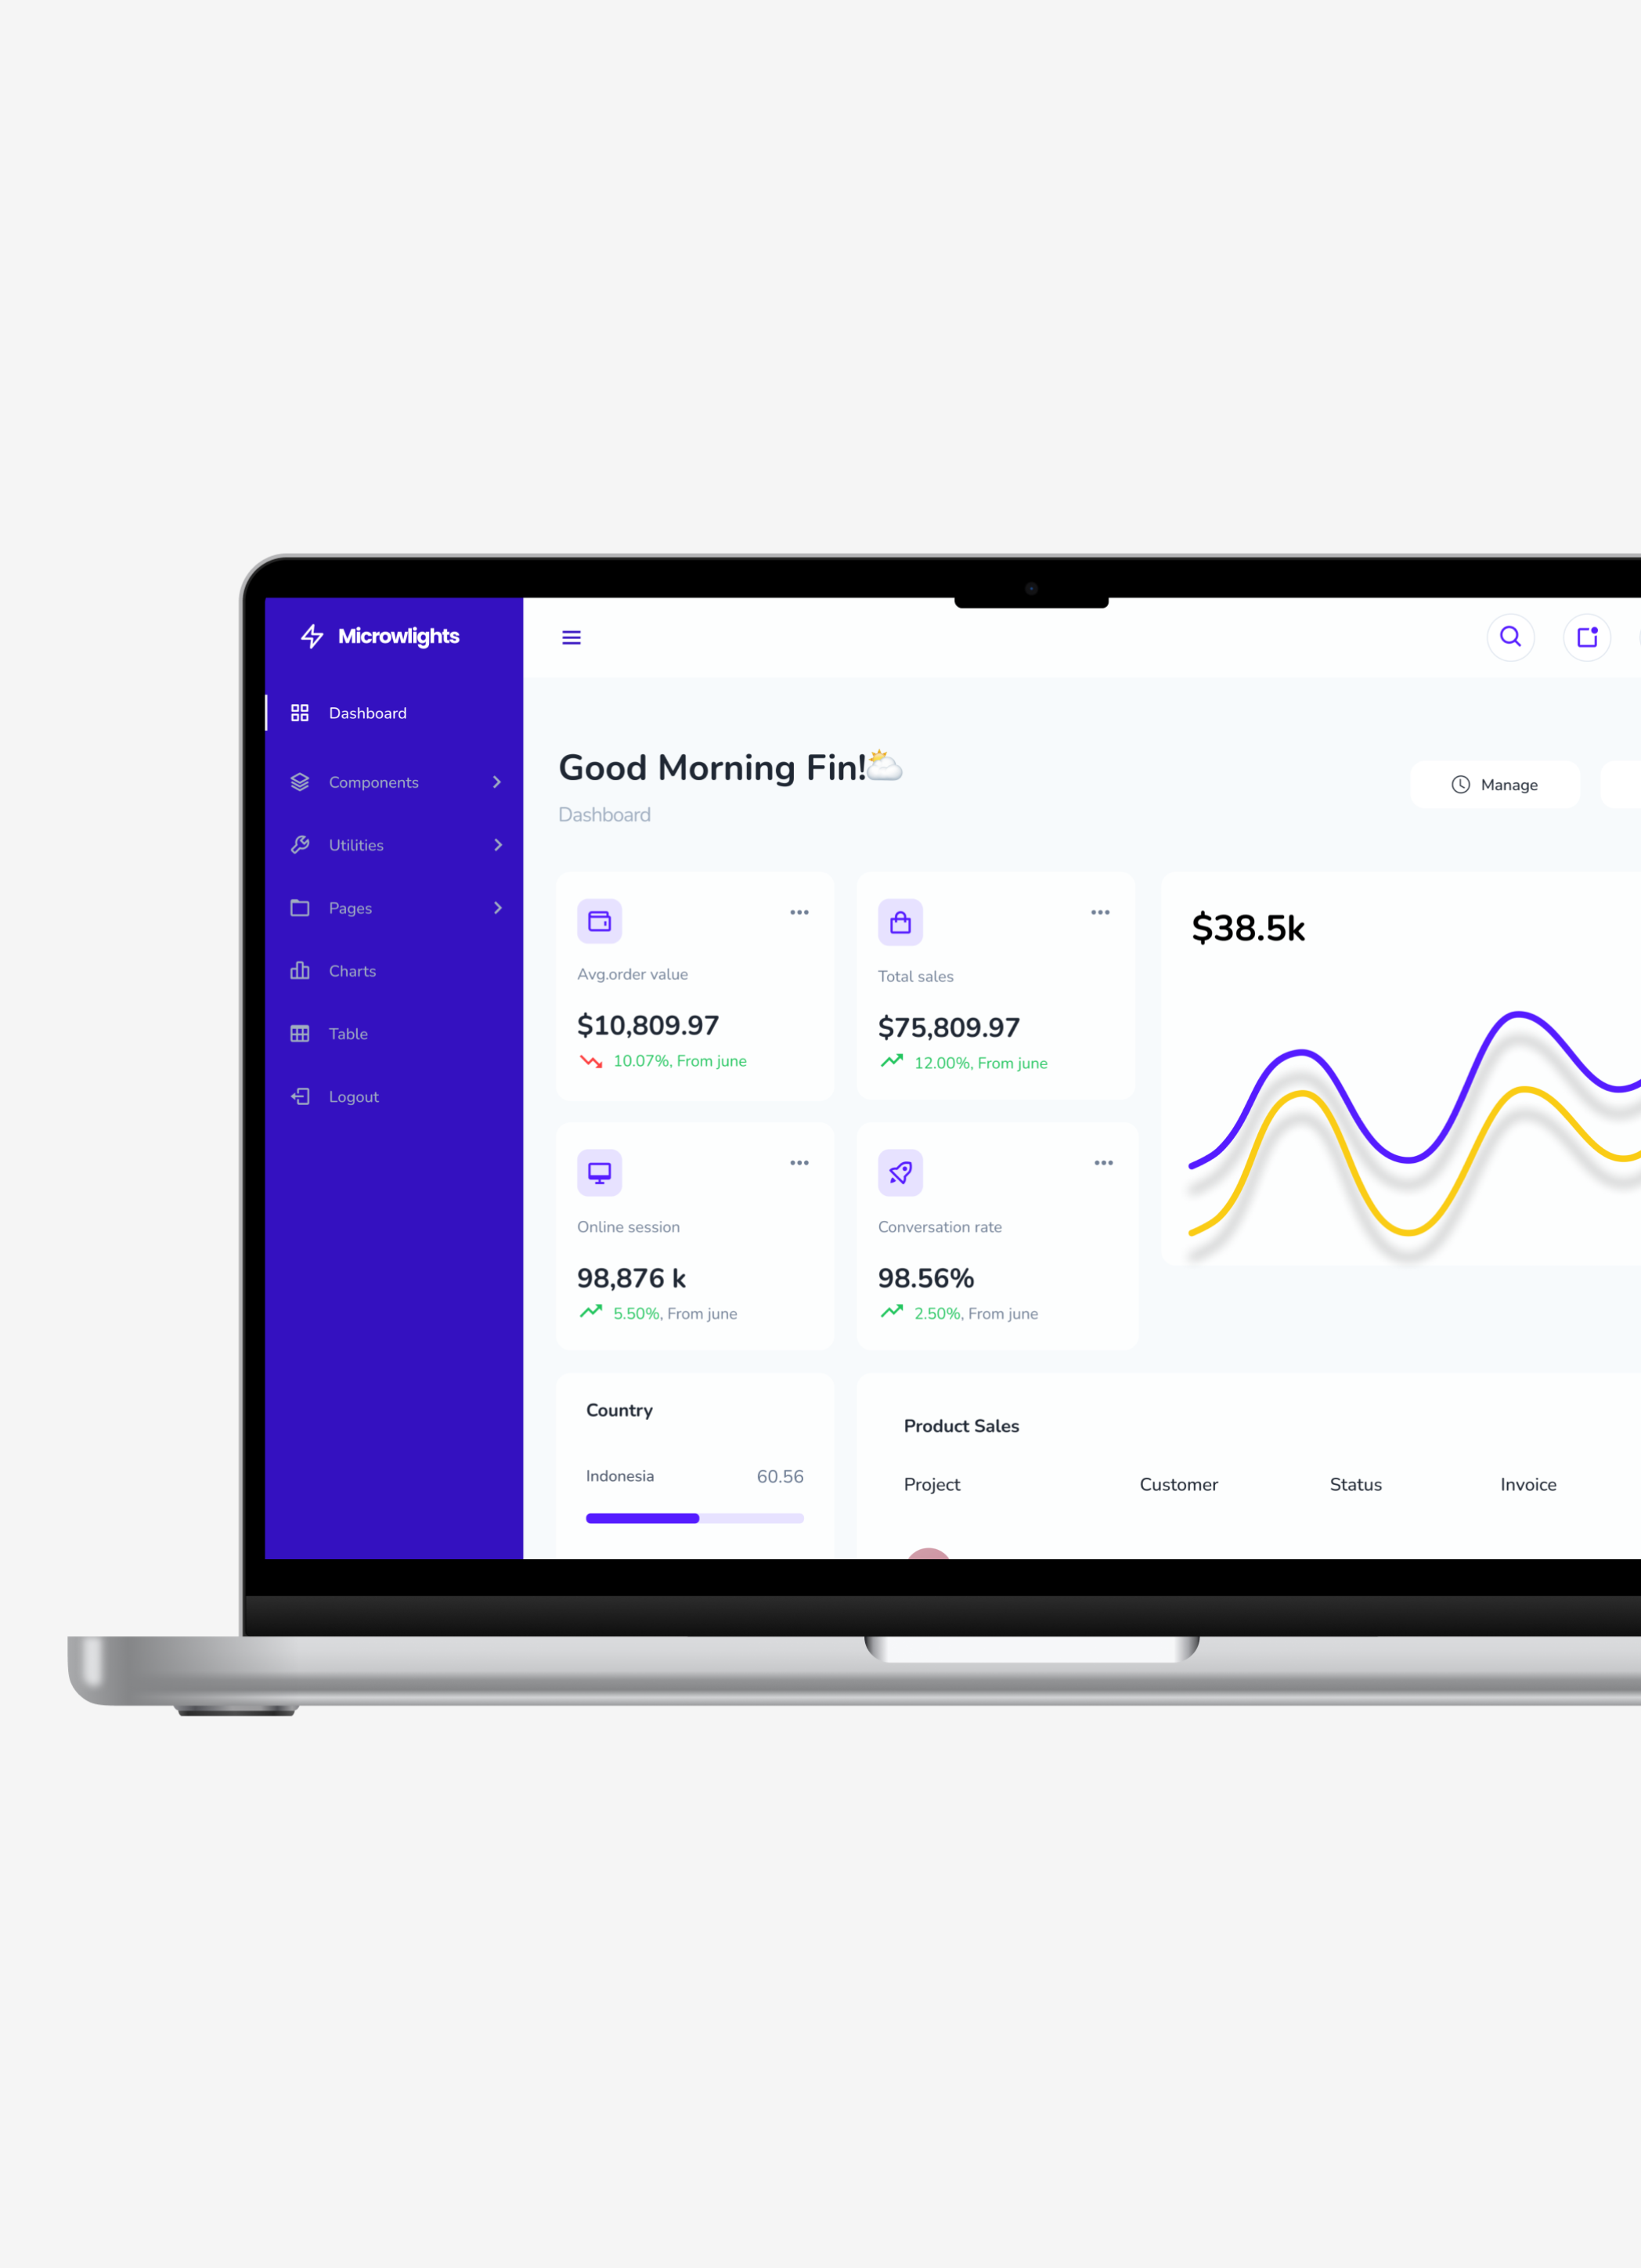 Microwlights
Dashboard
Components
Utilities
Pages
Charts
Table
Logout
Good Morning Fin!
Dashboard
Manage
Avg.order value
$10,809.97
10.07%, From june
Total sales
$75,809.97
12.00%, From june
$38.5k
Online session
98,876 k
5.50%, From june
Conversation rate
98.56%
2.50%, From june
Country
Indonesia 60.56
Product Sales
Project Customer Status Invoice